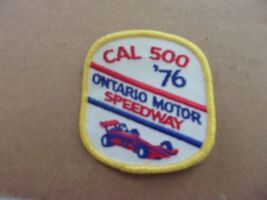 CAL 500
'76
ONTARIO MOTOR
SPEEDWAY